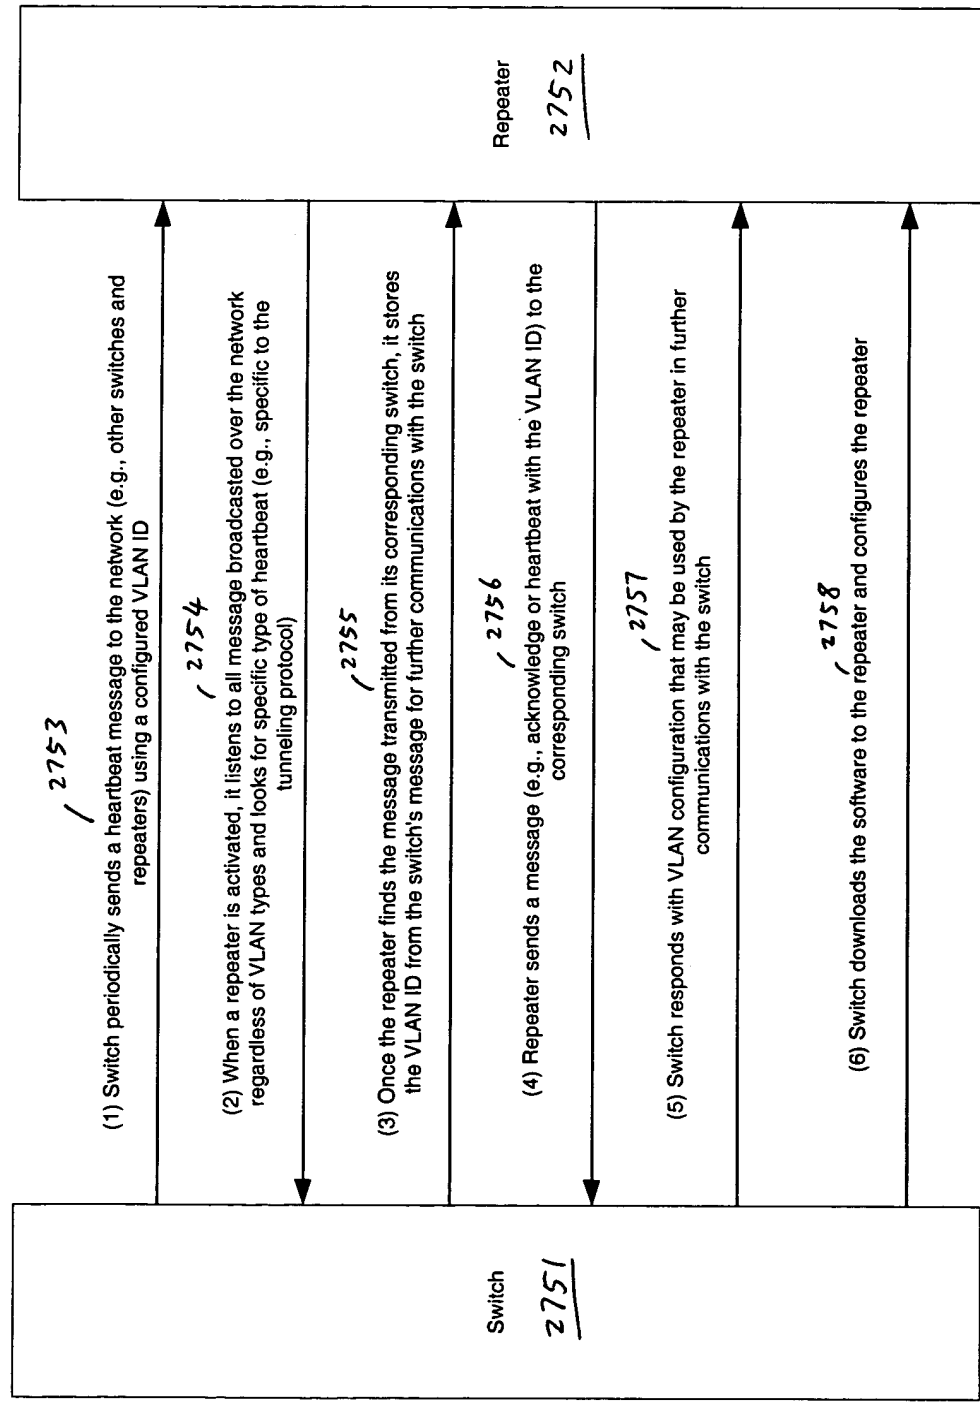 2753
(1) Switch periodically sends a heartbeat message to the network (e.g., other switches and
repeaters) using a configured VLAN ID
2754
(2) When a repeater is activated, it listens to all message broadcasted over the network
regardless of VLAN types and looks for specific type of heartbeat (e.g., specific to the
tunneling protocol)
2755
(3) Once the repeater finds the message transmitted from its corresponding switch, it stores
the VLAN ID from the switch's message for further communications with the switch
Switch
2751
Repeater
2752
2756
(4) Repeater sends a message (e.g., acknowledge or heartbeat with the VLAN ID) to the
corresponding switch
2757
(5) Switch responds with VLAN configuration that may be used by the repeater in further
communications with the switch
2758
(6) Switch downloads the software to the repeater and configures the repeater